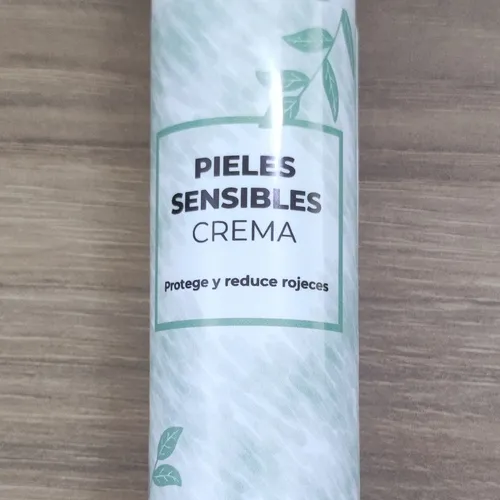 PIELES
SENSIBLES
CREMA
Protege y reduce rojeces